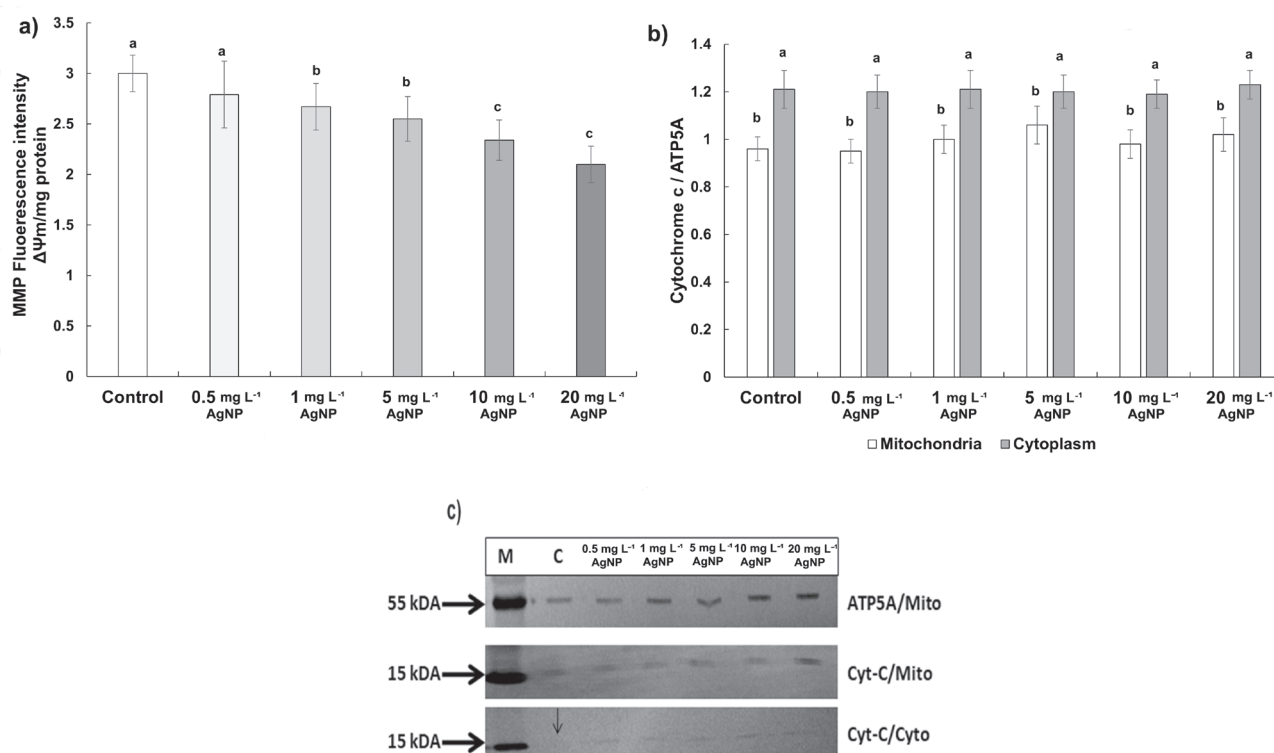 a)
MMP Fluoerescence intensity
ΔΨm/mg protein
3.5
3
2.5
2
1.5
1
0.5
0
a
a
b
b
c
c
Control
0.5 mg L⁻¹
AgNP
1 mg L⁻¹
AgNP
5 mg L⁻¹
AgNP
10 mg L⁻¹
AgNP
20 mg L⁻¹
AgNP
b)
Cytochrome c / ATP5A
1.4
1.2
1
0.8
0.6
0.4
0.2
0
b
a
b
a
b
a
b
a
b
a
b
a
Control
0.5 mg L⁻¹
AgNP
1 mg L⁻¹
AgNP
5 mg L⁻¹
AgNP
10 mg L⁻¹
AgNP
20 mg L⁻¹
AgNP
Mitochondria Cytoplasm
c)
M C
0.5 mg L⁻¹
AgNP
1 mg L⁻¹
AgNP
5 mg L⁻¹
AgNP
10 mg L⁻¹
AgNP
20 mg L⁻¹
AgNP
55 kDA ATP5A/Mito
15 kDA Cyt-C/Mito
15 kDA Cyt-C/Cyto